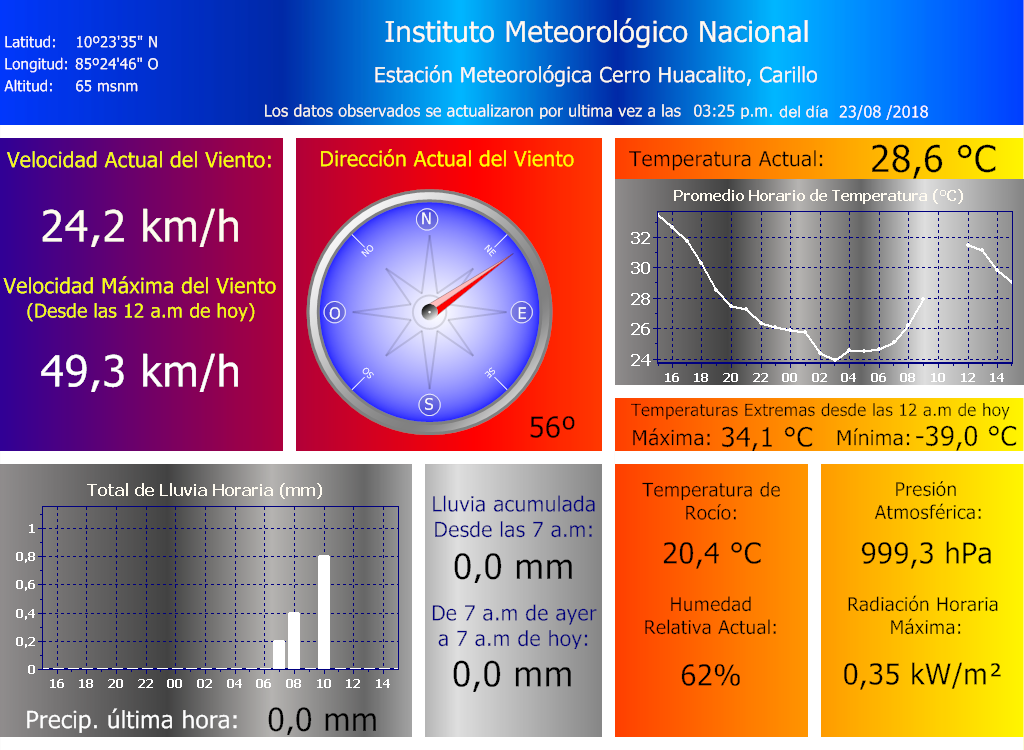 Instituto Meteorológico Nacional
Latitud: 10º23'35" N
Longitud: 85º24'46" O
Altitud: 65 msnm
Estación Meteorológica Cerro Huacalito, Carillo
Los datos observados se actualizaron por ultima vez a las 03:25 p.m. del día 23/08 /2018
Velocidad Actual del Viento:
24,2 km/h
Velocidad Máxima del Viento
(Desde las 12 a.m de hoy)
49,3 km/h
Dirección Actual del Viento
N
NO
NE
O
E
SO
SE
S
56º
Temperatura Actual: 28,6 °C
Promedio Horario de Temperatura (°C)
32
30
28
26
24
16 18 20 22 00 02 04 06 08 10 12 14
Temperaturas Extremas desde las 12 a.m de hoy
Máxima: 34,1 °C Mínima: -39,0 °C
Total de Lluvia Horaria (mm)
1
0,8
0,6
0,4
0,2
0
16 18 20 22 00 02 04 06 08 10 12 14
Precip. última hora: 0,0 mm
Lluvia acumulada
Desde las 7 a.m:
0,0 mm
De 7 a.m de ayer
a 7 a.m de hoy:
0,0 mm
Temperatura de
Rocío:
20,4 °C
Humedad
Relativa Actual:
62%
Presión
Atmosférica:
999,3 hPa
Radiación Horaria
Máxima:
0,35 kW/m²